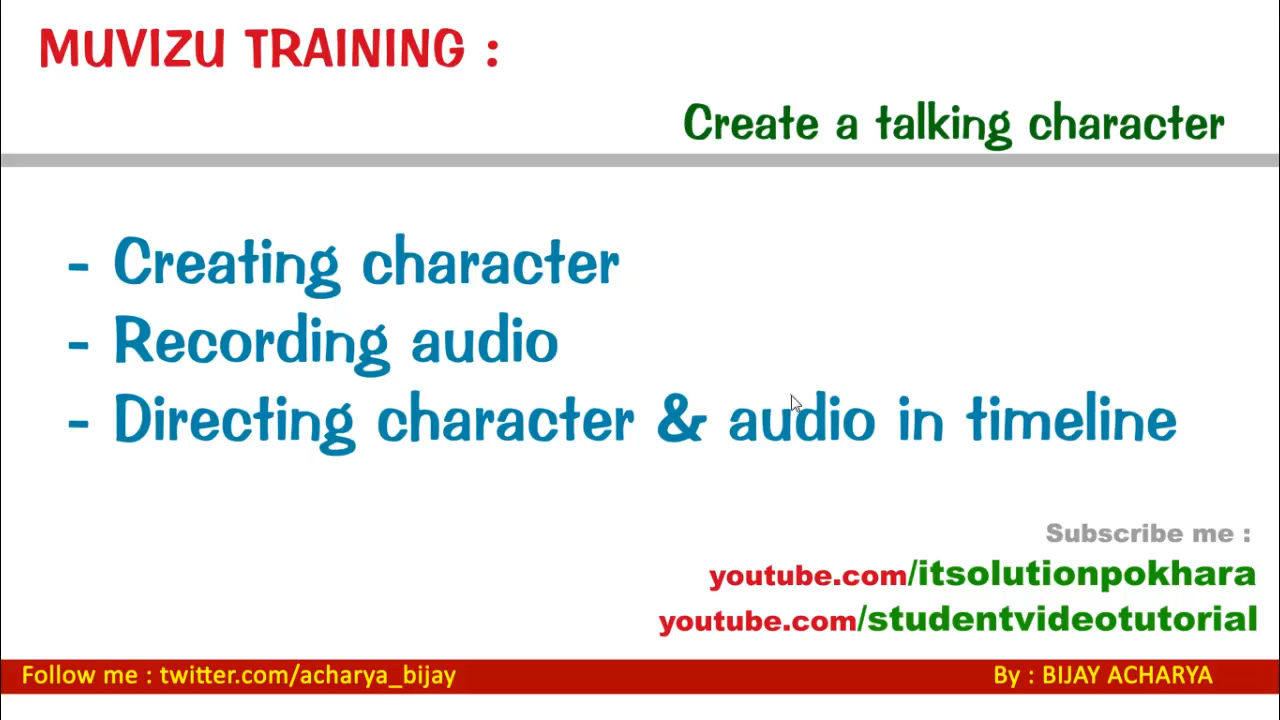 MUVIZU TRAINING :
Create a talking character
- Creating character
- Recording audio
- Directing character & audio in timeline
Subscribe me :
youtube.com/itsolutionpokhara
youtube.com/studentvideotutorial
Follow me : twitter.com/acharya_bijay
By : BIJAY ACHARYA